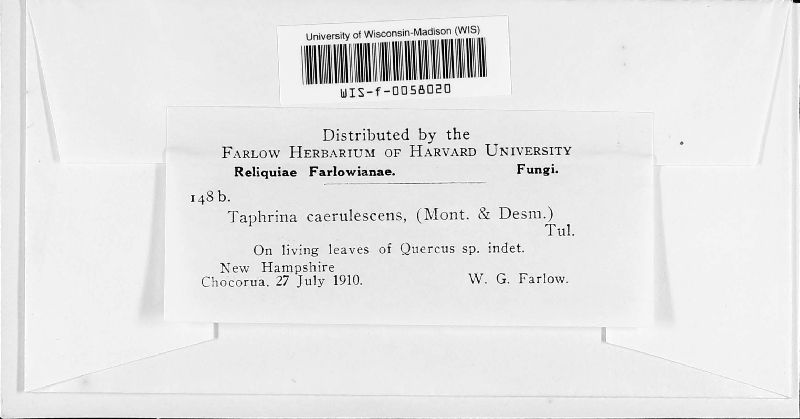 University of Wisconsin-Madison (WIS)
WIS-f-0058020
Distributed by the
FARLOW HERBARIUM OF HARVARD UNIVERSITY
Reliquiae Farlowianae. Fungi.
148 b.
Taphrina caerulescens, (Mont. & Desm.)
Tul.
On living leaves of Quercus sp. indet.
New Hampshire
Chocorua, 27 July 1910. W. G. Farlow.